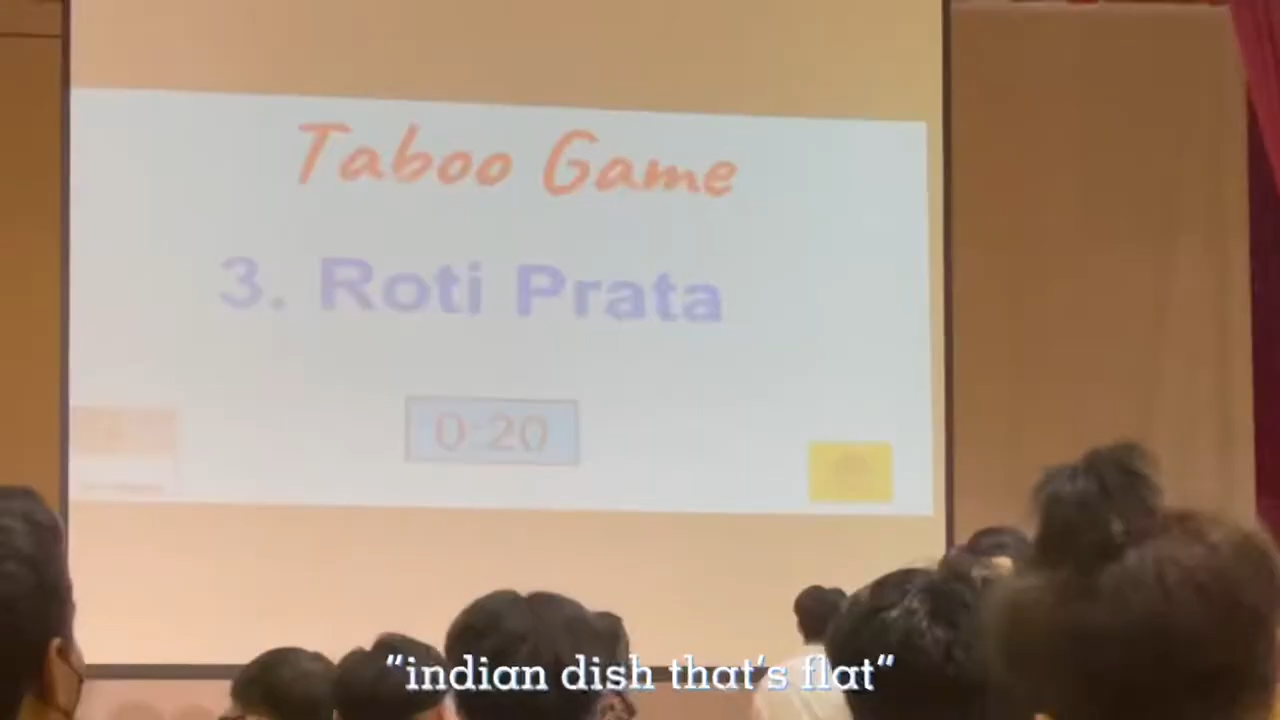 Taboo Game
3. Roti Prata
0:20
“indian dish that's flat“